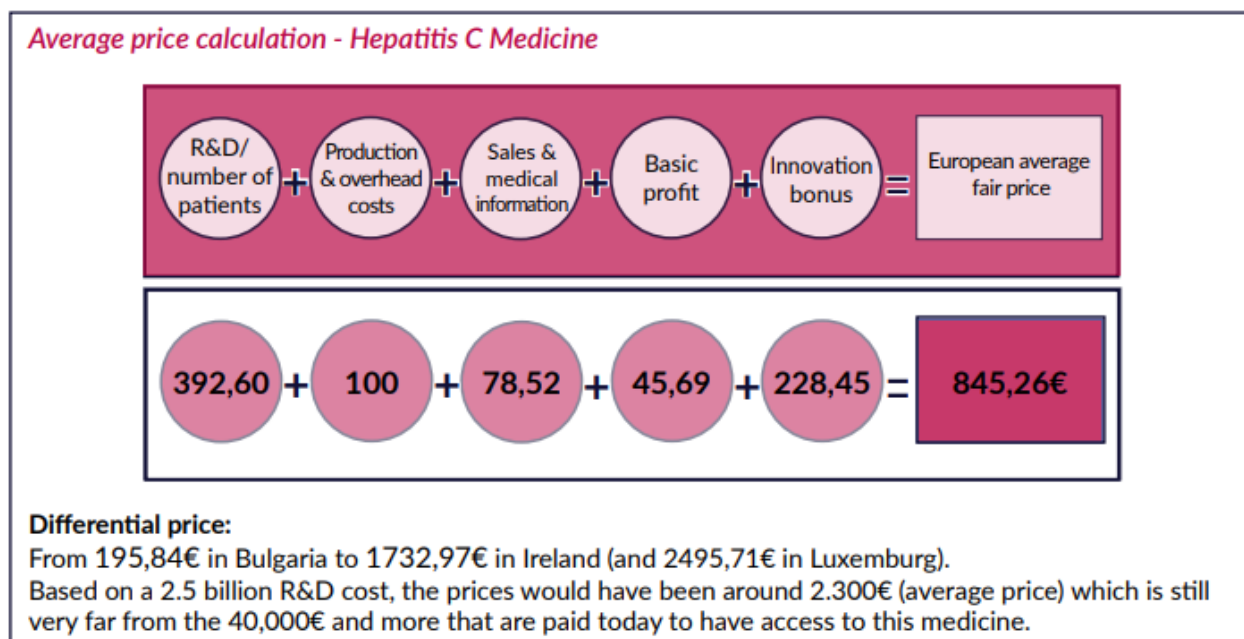 Average price calculation - Hepatitis C Medicine
R&D/
number of
patients
+
Production
& overhead
costs
+
Sales &
medical
information
+
Basic
profit
+
Innovation
bonus
=
European average
fair price
392,60 + 100 + 78,52 + 45,69 + 228,45 = 845,26€
Differential price:
From 195,84€ in Bulgaria to 1732,97€ in Ireland (and 2495,71€ in Luxemburg).
Based on a 2.5 billion R&D cost, the prices would have been around 2.300€ (average price) which is still
very far from the 40,000€ and more that are paid today to have access to this medicine.